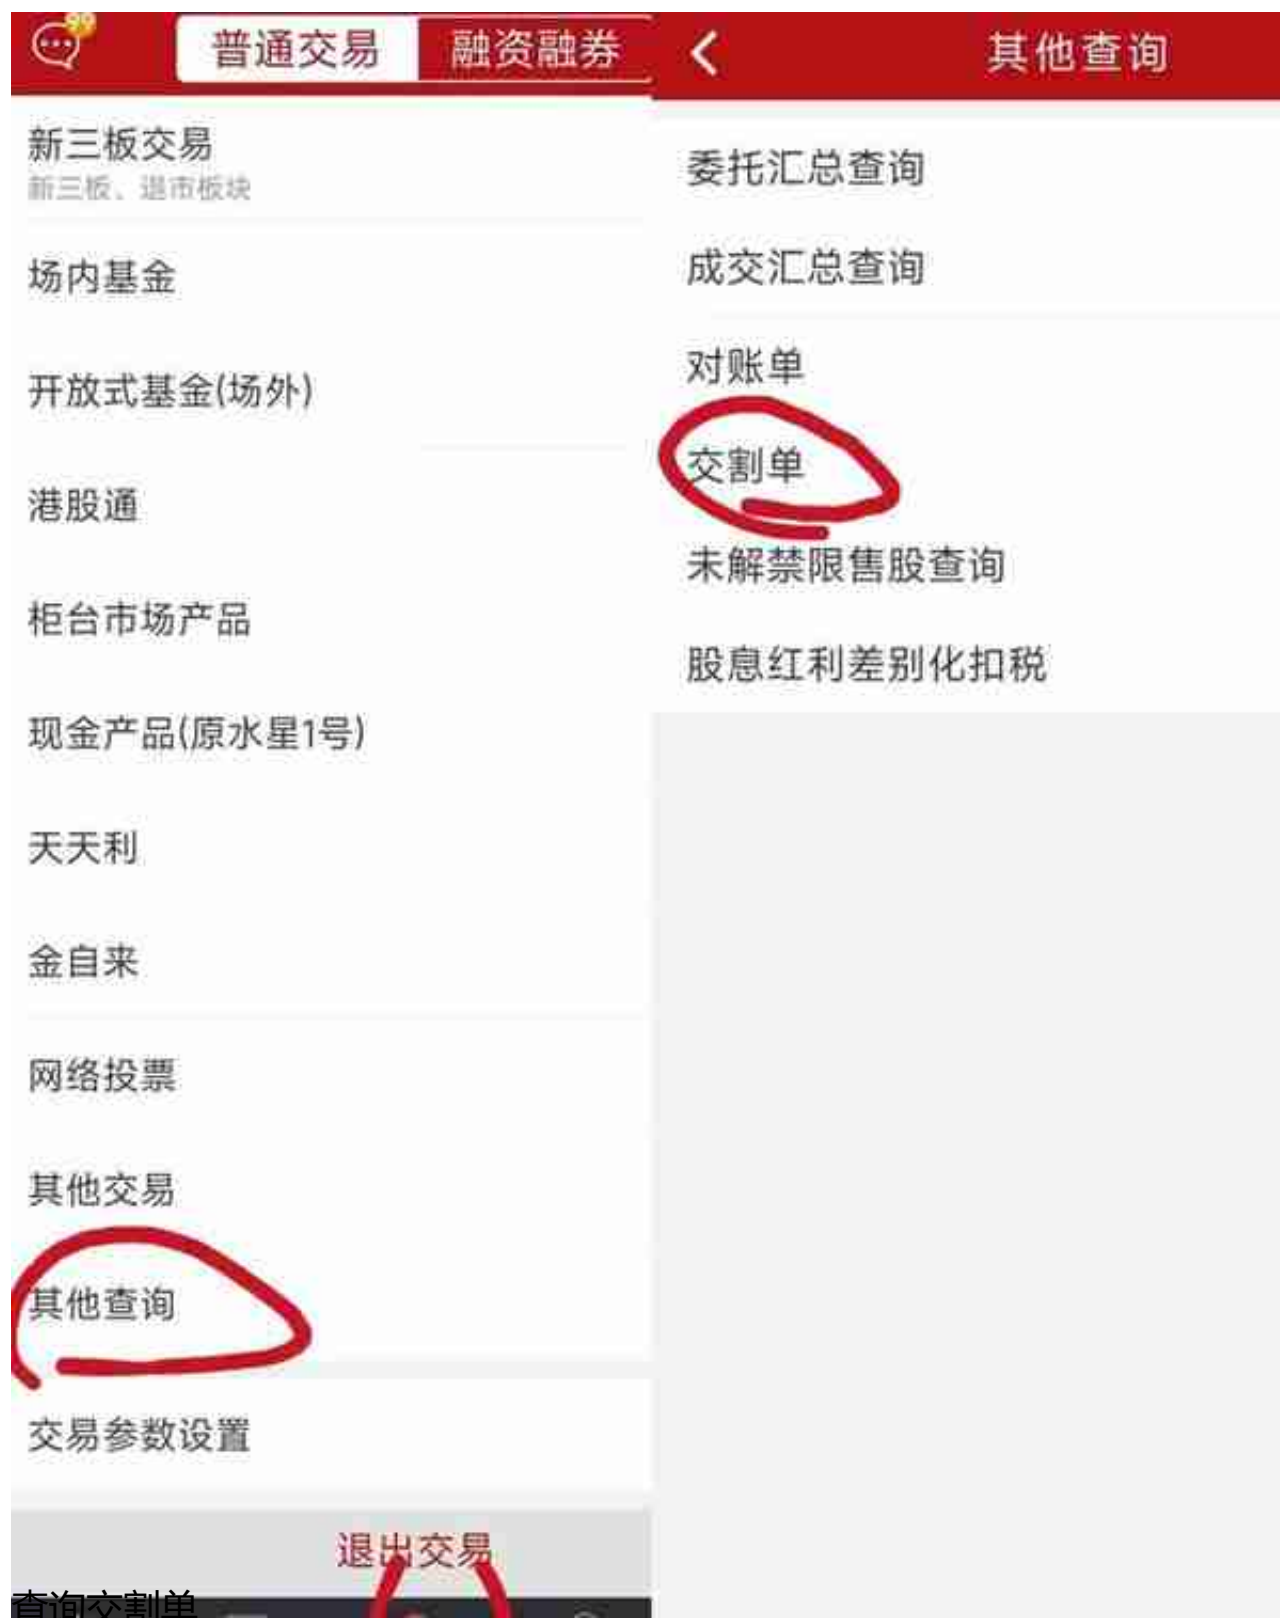 99
普通交易
融资融券
新三板交易
新三板、退市板块
场内基金
开放式基金(场外)
港股通
柜台市场产品
现金产品(原水星1号)
天天利
金自来
网络投票
其他交易
其他查询
交易参数设置
退出交易
查询交割单
其他查询
委托汇总查询
成交汇总查询
对账单
交割单
未解禁限售股查询
股息红利差别化扣税